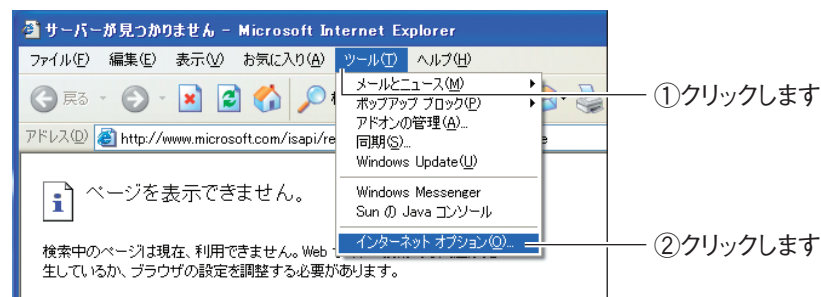 サーバーが見つかりません - Microsoft Internet Explorer
ファイル(F) 編集(E) 表示(V) お気に入り(A) ツール(T) ヘルプ(H)
戻る
メールとニュース(M)
ポップアップ ブロック(P)
アドオンの管理(A)...
同期(S)...
Windows Update(U)
Windows Messenger
Sun の Java コンソール
インターネット オプション(O)...
①クリックします
②クリックします
アドレス(D) http://www.microsoft.com/isapi/re
ページを表示できません。
検索中のページは現在、利用できません。Web
生しているか、ブラウザの設定を調整する必要があります。